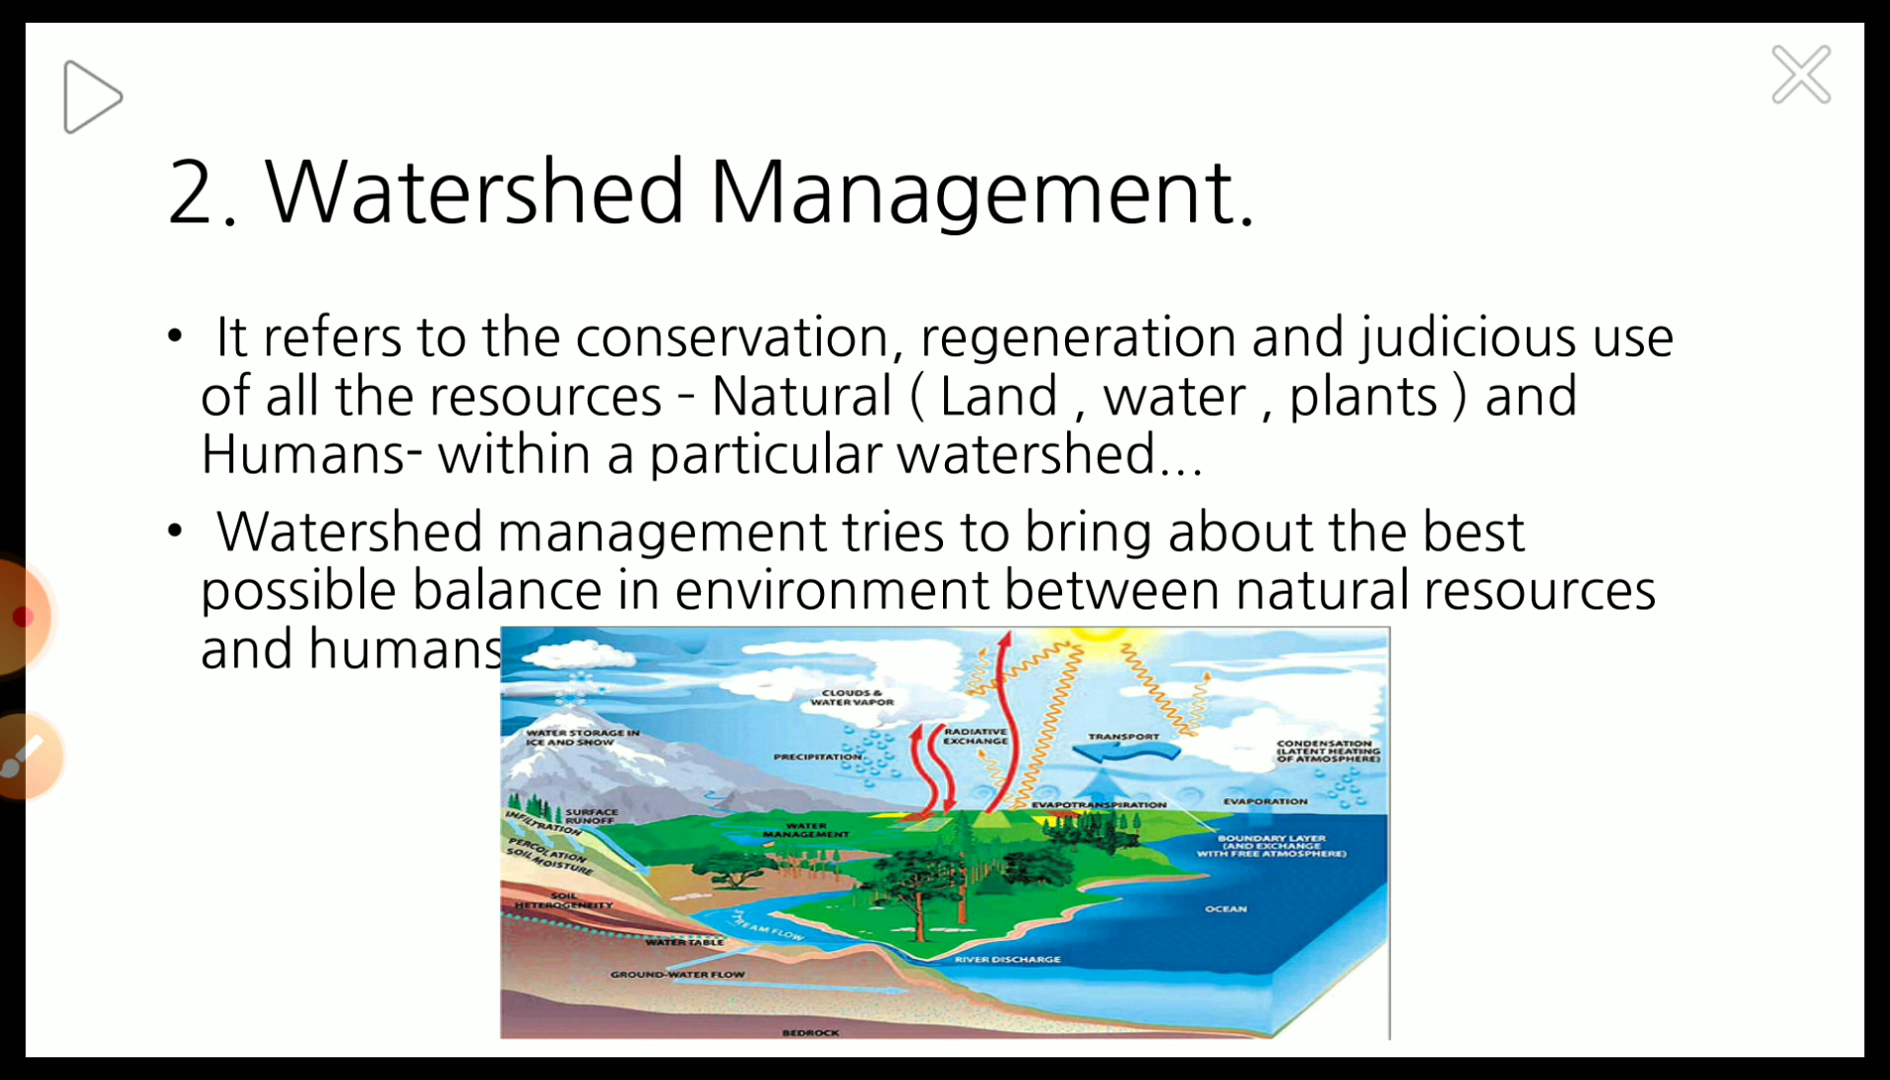 2. Watershed Management.
• It refers to the conservation, regeneration and judicious use
of all the resources - Natural ( Land , water , plants ) and
Humans- within a particular watershed...
• Watershed management tries to bring about the best
possible balance in environment between natural resources
and humans
CLOUDS &
WATER VAPOR
WATER STORAGE IN
ICE AND SNOW
PRECIPITATION
RADIATIVE
EXCHANGE
TRANSPORT
CONDENSATION
(LATENT HEATING
OF ATMOSPHERE)
EVAPOTRANSPIRATION
EVAPORATION
SURFACE
RUNOFF
INFILTRATION
WATER
MANAGEMENT
BOUNDARY LAYER
(AND EXCHANGE
WITH FREE ATMOSPHERE)
PERCOLATION
SOIL MOISTURE
SOIL
HETEROGENEITY
OCEAN
STREAM FLOW
WATER TABLE
RIVER DISCHARGE
GROUND-WATER FLOW
BEDROCK